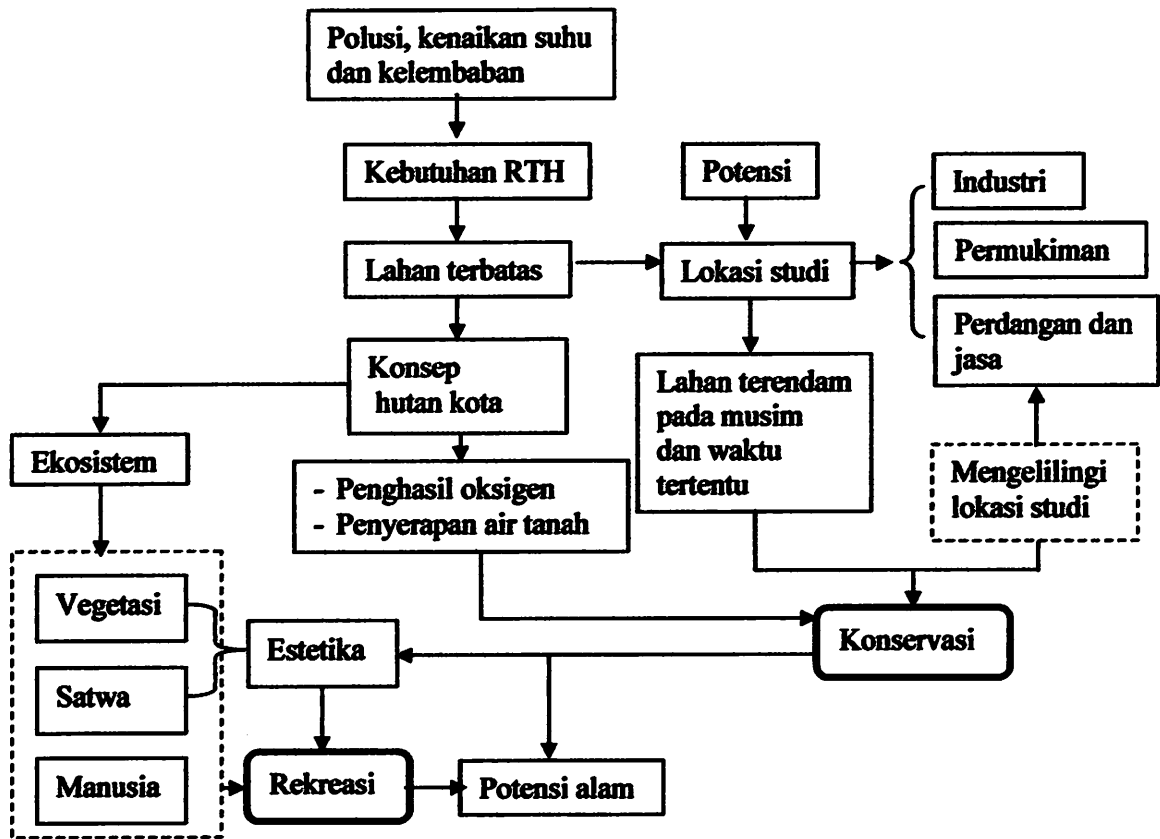 Polusi, kenaikan suhu
dan kelembaban
Kebutuhan RTH
Potensi
Industri
Lahan terbatas
Lokasi studi
Permukiman
Perdangan dan
jasa
Konsep
hutan kota
Lahan terendam
pada musim
dan waktu
tertentu
Ekosistem
- Penghasil oksigen
- Penyerapan air tanah
Mengelilingi
lokasi studi
Vegetasi
Estetika
Konservasi
Satwa
Manusia
Rekreasi
Potensi alam